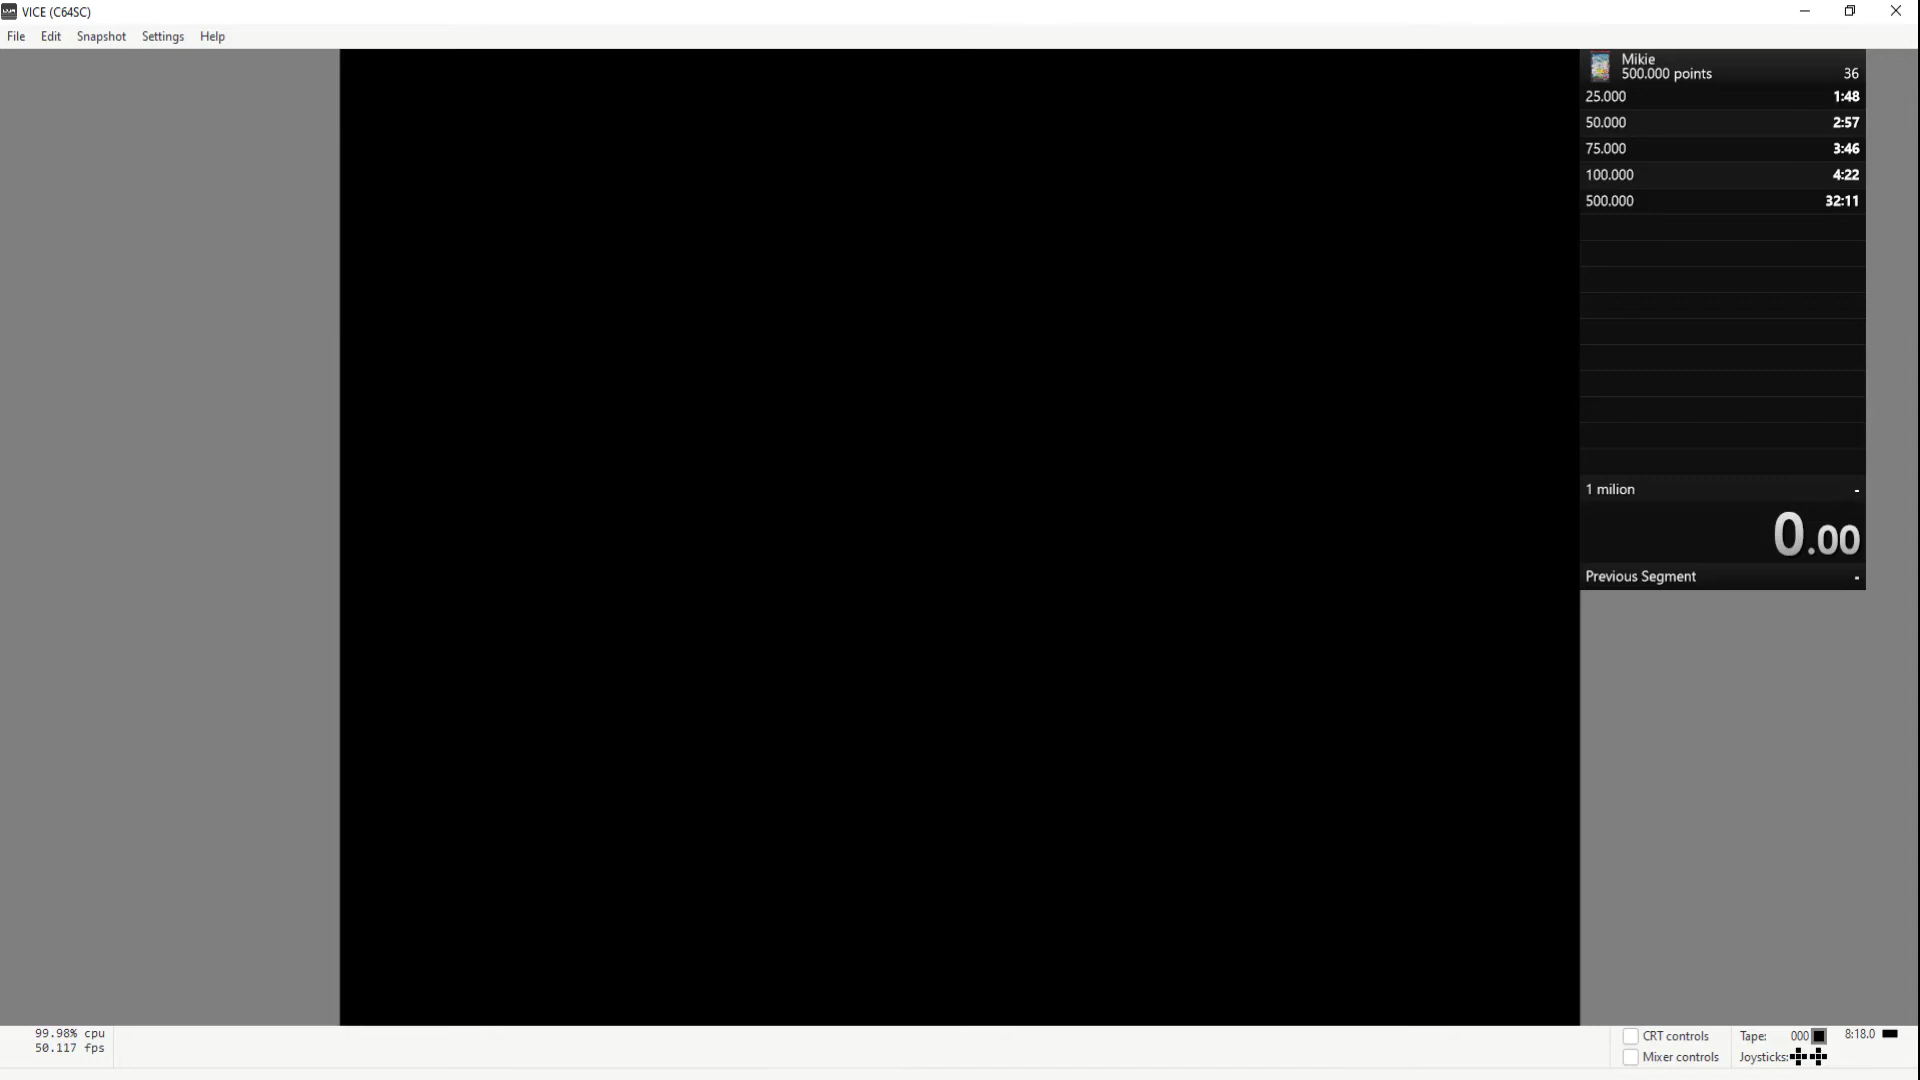 VICE (C64SC)
File Edit Snapshot Settings Help
Mikie
500.000 points 36
25.000 1:48
50.000 2:57
75.000 3:46
100.000 4:22
500.000 32:11
1 milion -
0.00
Previous Segment -
99.98% cpu
50.117 fps
CRT controls
Mixer controls
Tape: 000
Joysticks:
8:18.0